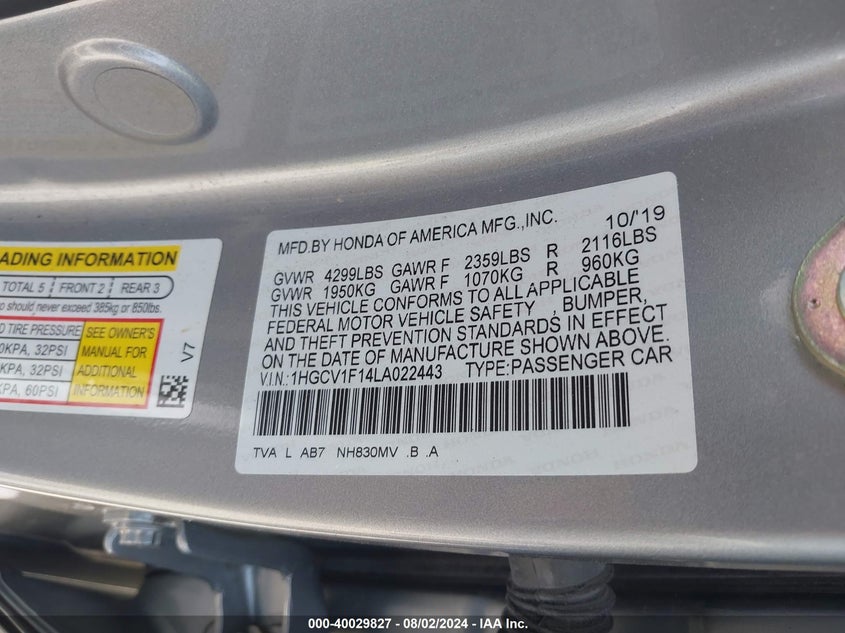 MFD.BY HONDA OF AMERICA MFG.,INC. 10/'19
GVWR 4299LBS GAWR F 2359LBS R 2116LBS
GVWR 1950KG GAWR F 1070KG R 960KG
THIS VEHICLE CONFORMS TO ALL APPLICABLE
FEDERAL MOTOR VEHICLE SAFETY , BUMPER,
AND THEFT PREVENTION STANDARDS IN EFFECT
ON THE DATE OF MANUFACTURE SHOWN ABOVE.
V.I.N.:1HGCV1F14LA022443 TYPE:PASSENGER CAR
TVA L AB7 NH830MV .B .A
ADING INFORMATION
TOTAL 5 FRONT 2 REAR 3
o should never exceed 385kg or 850lbs.
D TIRE PRESSURE
0KPA, 32PSI
KPA, 32PSI
KPA, 60PSI
SEE OWNER'S
MANUAL FOR
ADDITIONAL
INFORMATION
V7
000-40029827 — 08/02/2024 — IAA Inc.